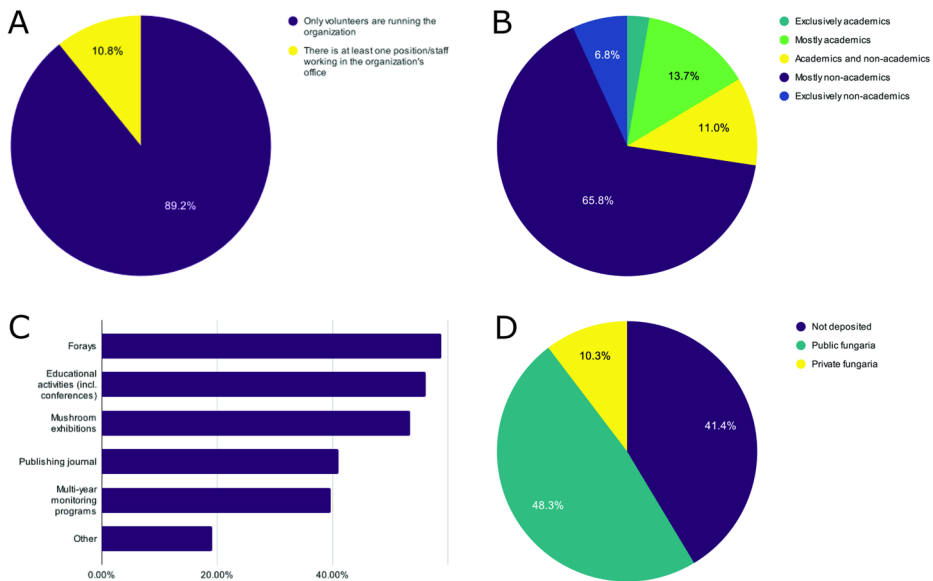 A
Only volunteers are running the
organization
There is at least one position/staff
working in the organization's
office
10.8%
89.2%
B
Exclusively academics
Mostly academics
Academics and non-academics
Mostly non-academics
Exclusively non-academics
6.8%
13.7%
11.0%
65.8%
C
Forays
Educational
activities (incl.
conferences)
Mushroom
exhibitions
Publishing journal
Multi-year
monitoring
programs
Other
0.00%
20.00%
40.00%
D
Not deposited
Public fungaria
Private fungaria
10.3%
41.4%
48.3%